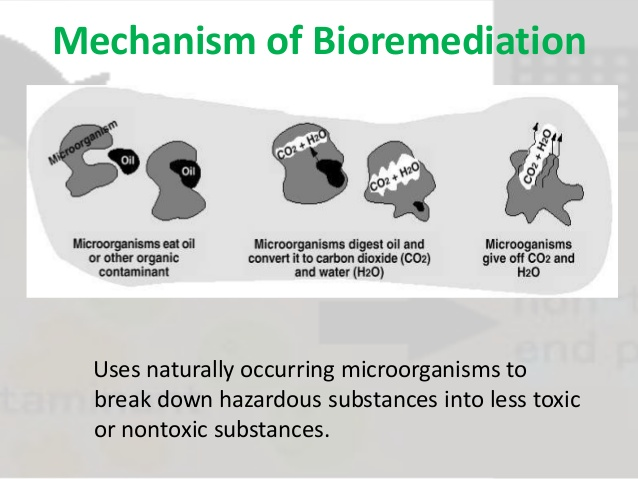 Mechanism of Bioremediation
Microorganism
Oil
Oil
CO2 + H2O
CO2 + H2O
CO2 + H2O
Microorganisms eat oil
or other organic
contaminant
Microorganisms digest oil and
convert it to carbon dioxide (CO2)
and water (H2O)
Microoganisms
give off CO2 and
H2O
Uses naturally occurring microorganisms to
break down hazardous substances into less toxic
or nontoxic substances.